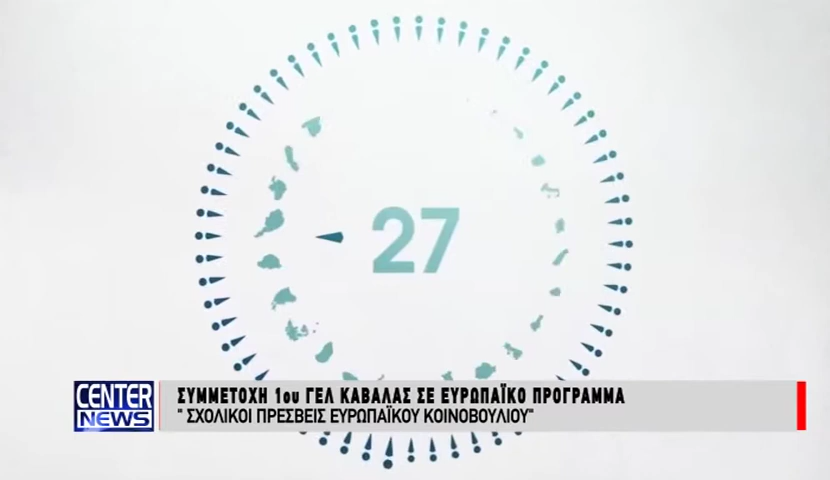 27
CENTER
NEWS
ΣΥΜΜΕΤΟΧΗ 1ου ΓΕΛ ΚΑΒΑΛΑΣ ΣΕ ΕΥΡΩΠΑΪΚΟ ΠΡΟΓΡΑΜΜΑ
" ΣΧΟΛΙΚΟΙ ΠΡΕΣΒΕΙΣ ΕΥΡΩΠΑΪΚΟΥ ΚΟΙΝΟΒΟΥΛΙΟΥ"